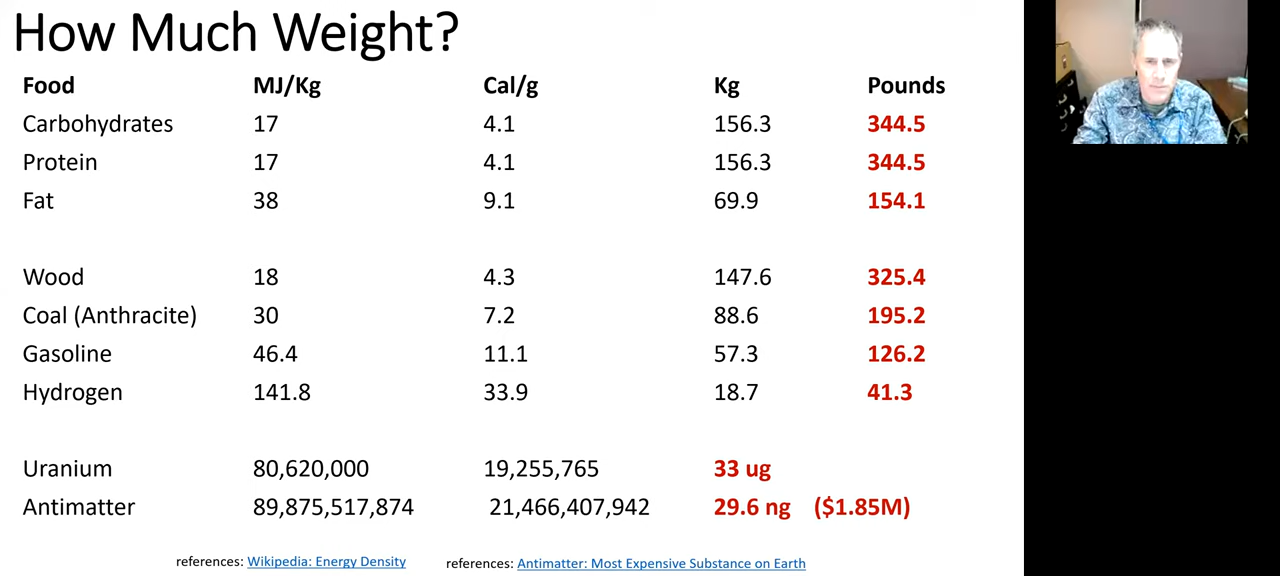 How Much Weight?
Food MJ/Kg Cal/g Kg Pounds
Carbohydrates 17 4.1 156.3 344.5
Protein 17 4.1 156.3 344.5
Fat 38 9.1 69.9 154.1
Wood 18 4.3 147.6 325.4
Coal (Anthracite) 30 7.2 88.6 195.2
Gasoline 46.4 11.1 57.3 126.2
Hydrogen 141.8 33.9 18.7 41.3
Uranium 80,620,000 19,255,765 33 ug
Antimatter 89,875,517,874 21,466,407,942 29.6 ng ($1.85M)
references: Wikipedia: Energy Density references: Antimatter: Most Expensive Substance on Earth